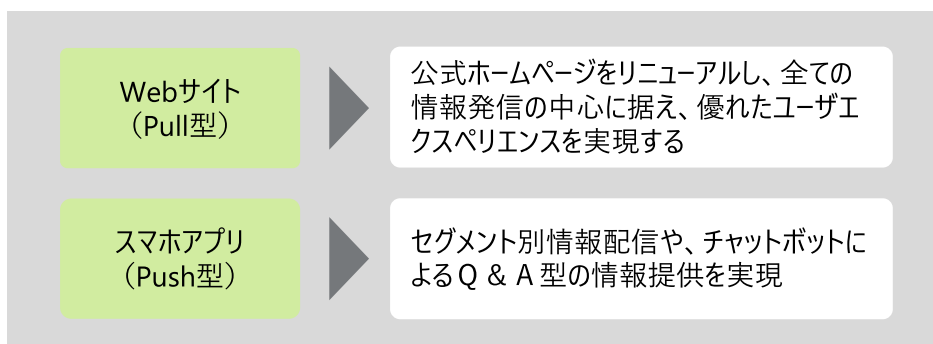 Webサイト
（Pull型）
公式ホームページをリニューアルし、全ての
情報発信の中心に据え、優れたユーザエ
クスペリエンスを実現する
スマホアプリ
（Push型）
セグメント別情報配信や、チャットボットに
よるＱ ＆ Ａ 型の情報提供を実現